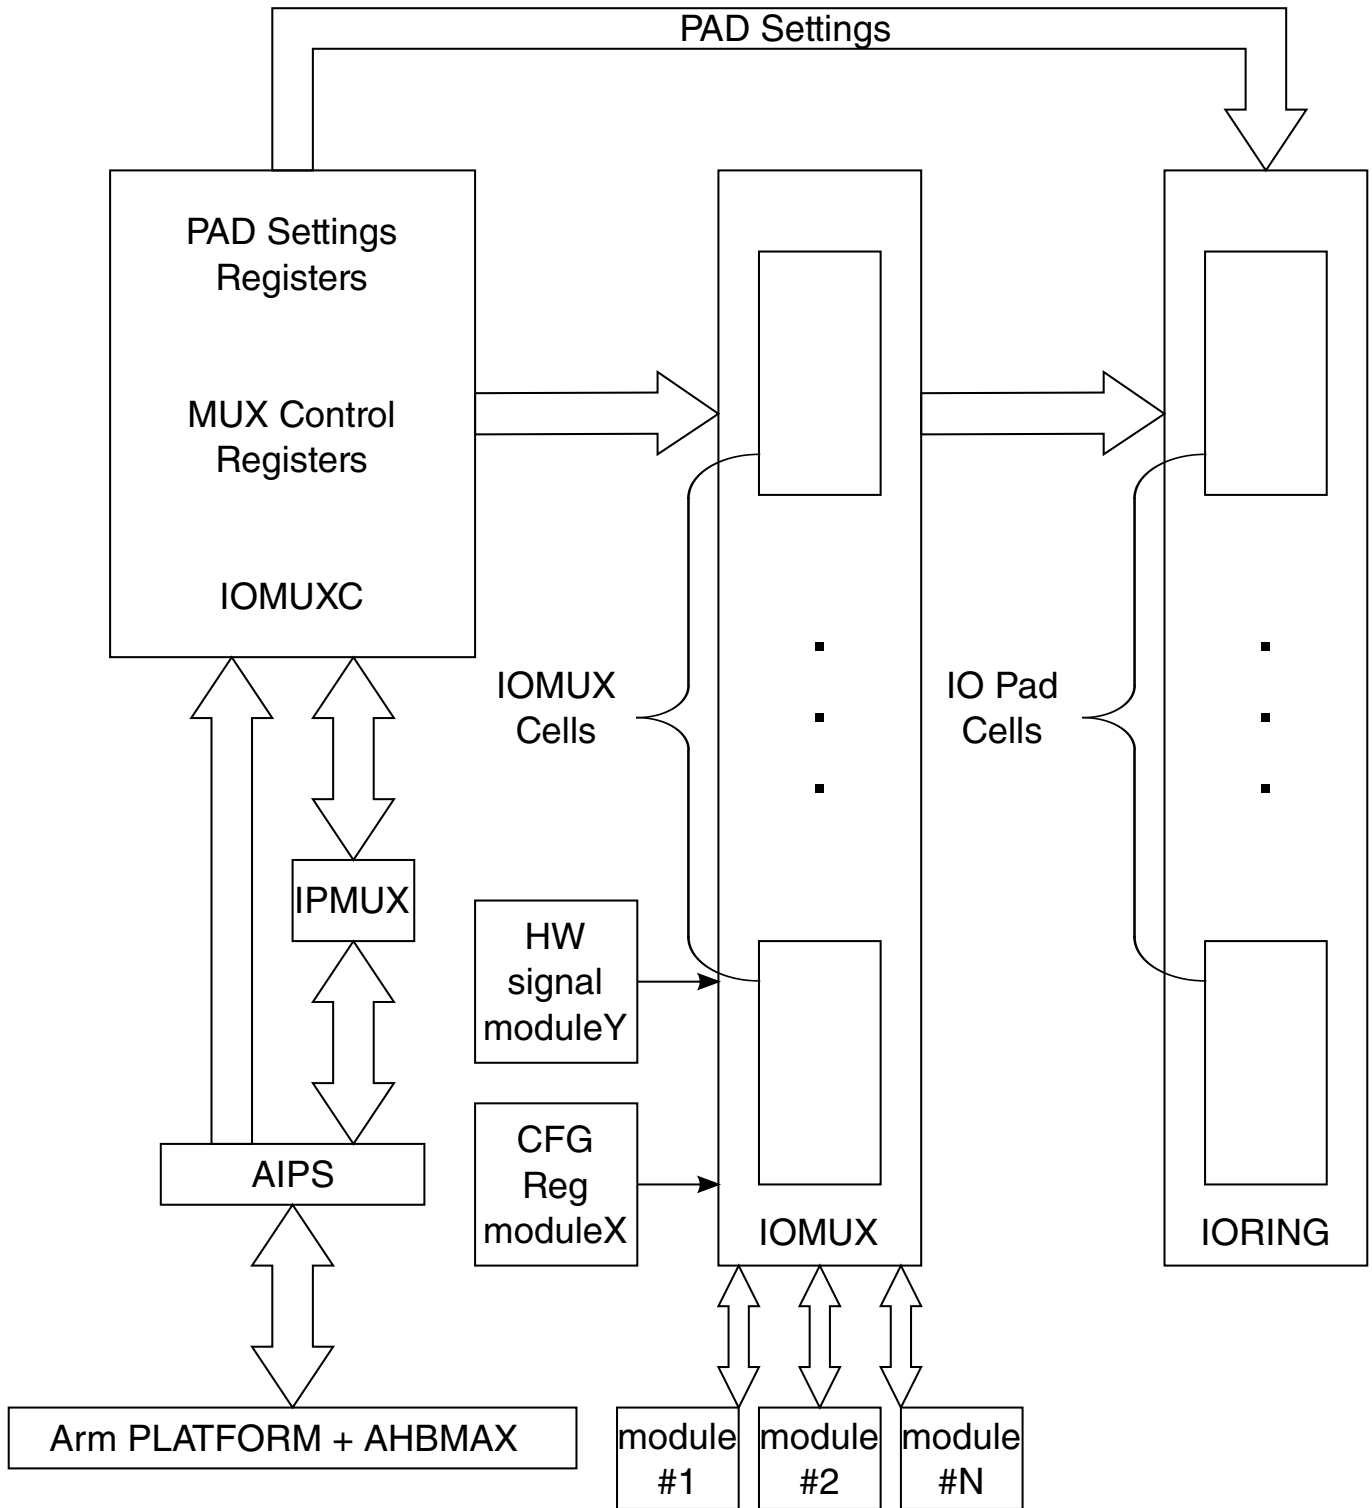 PAD Settings
PAD Settings
Registers
MUX Control
Registers
IOMUXC
IOMUX
Cells
IO Pad
Cells
IPMUX
HW
signal
moduleY
CFG
Reg
moduleX
AIPS
IOMUX
IORING
Arm PLATFORM + AHBMAX
module
#1
module
#2
module
#N